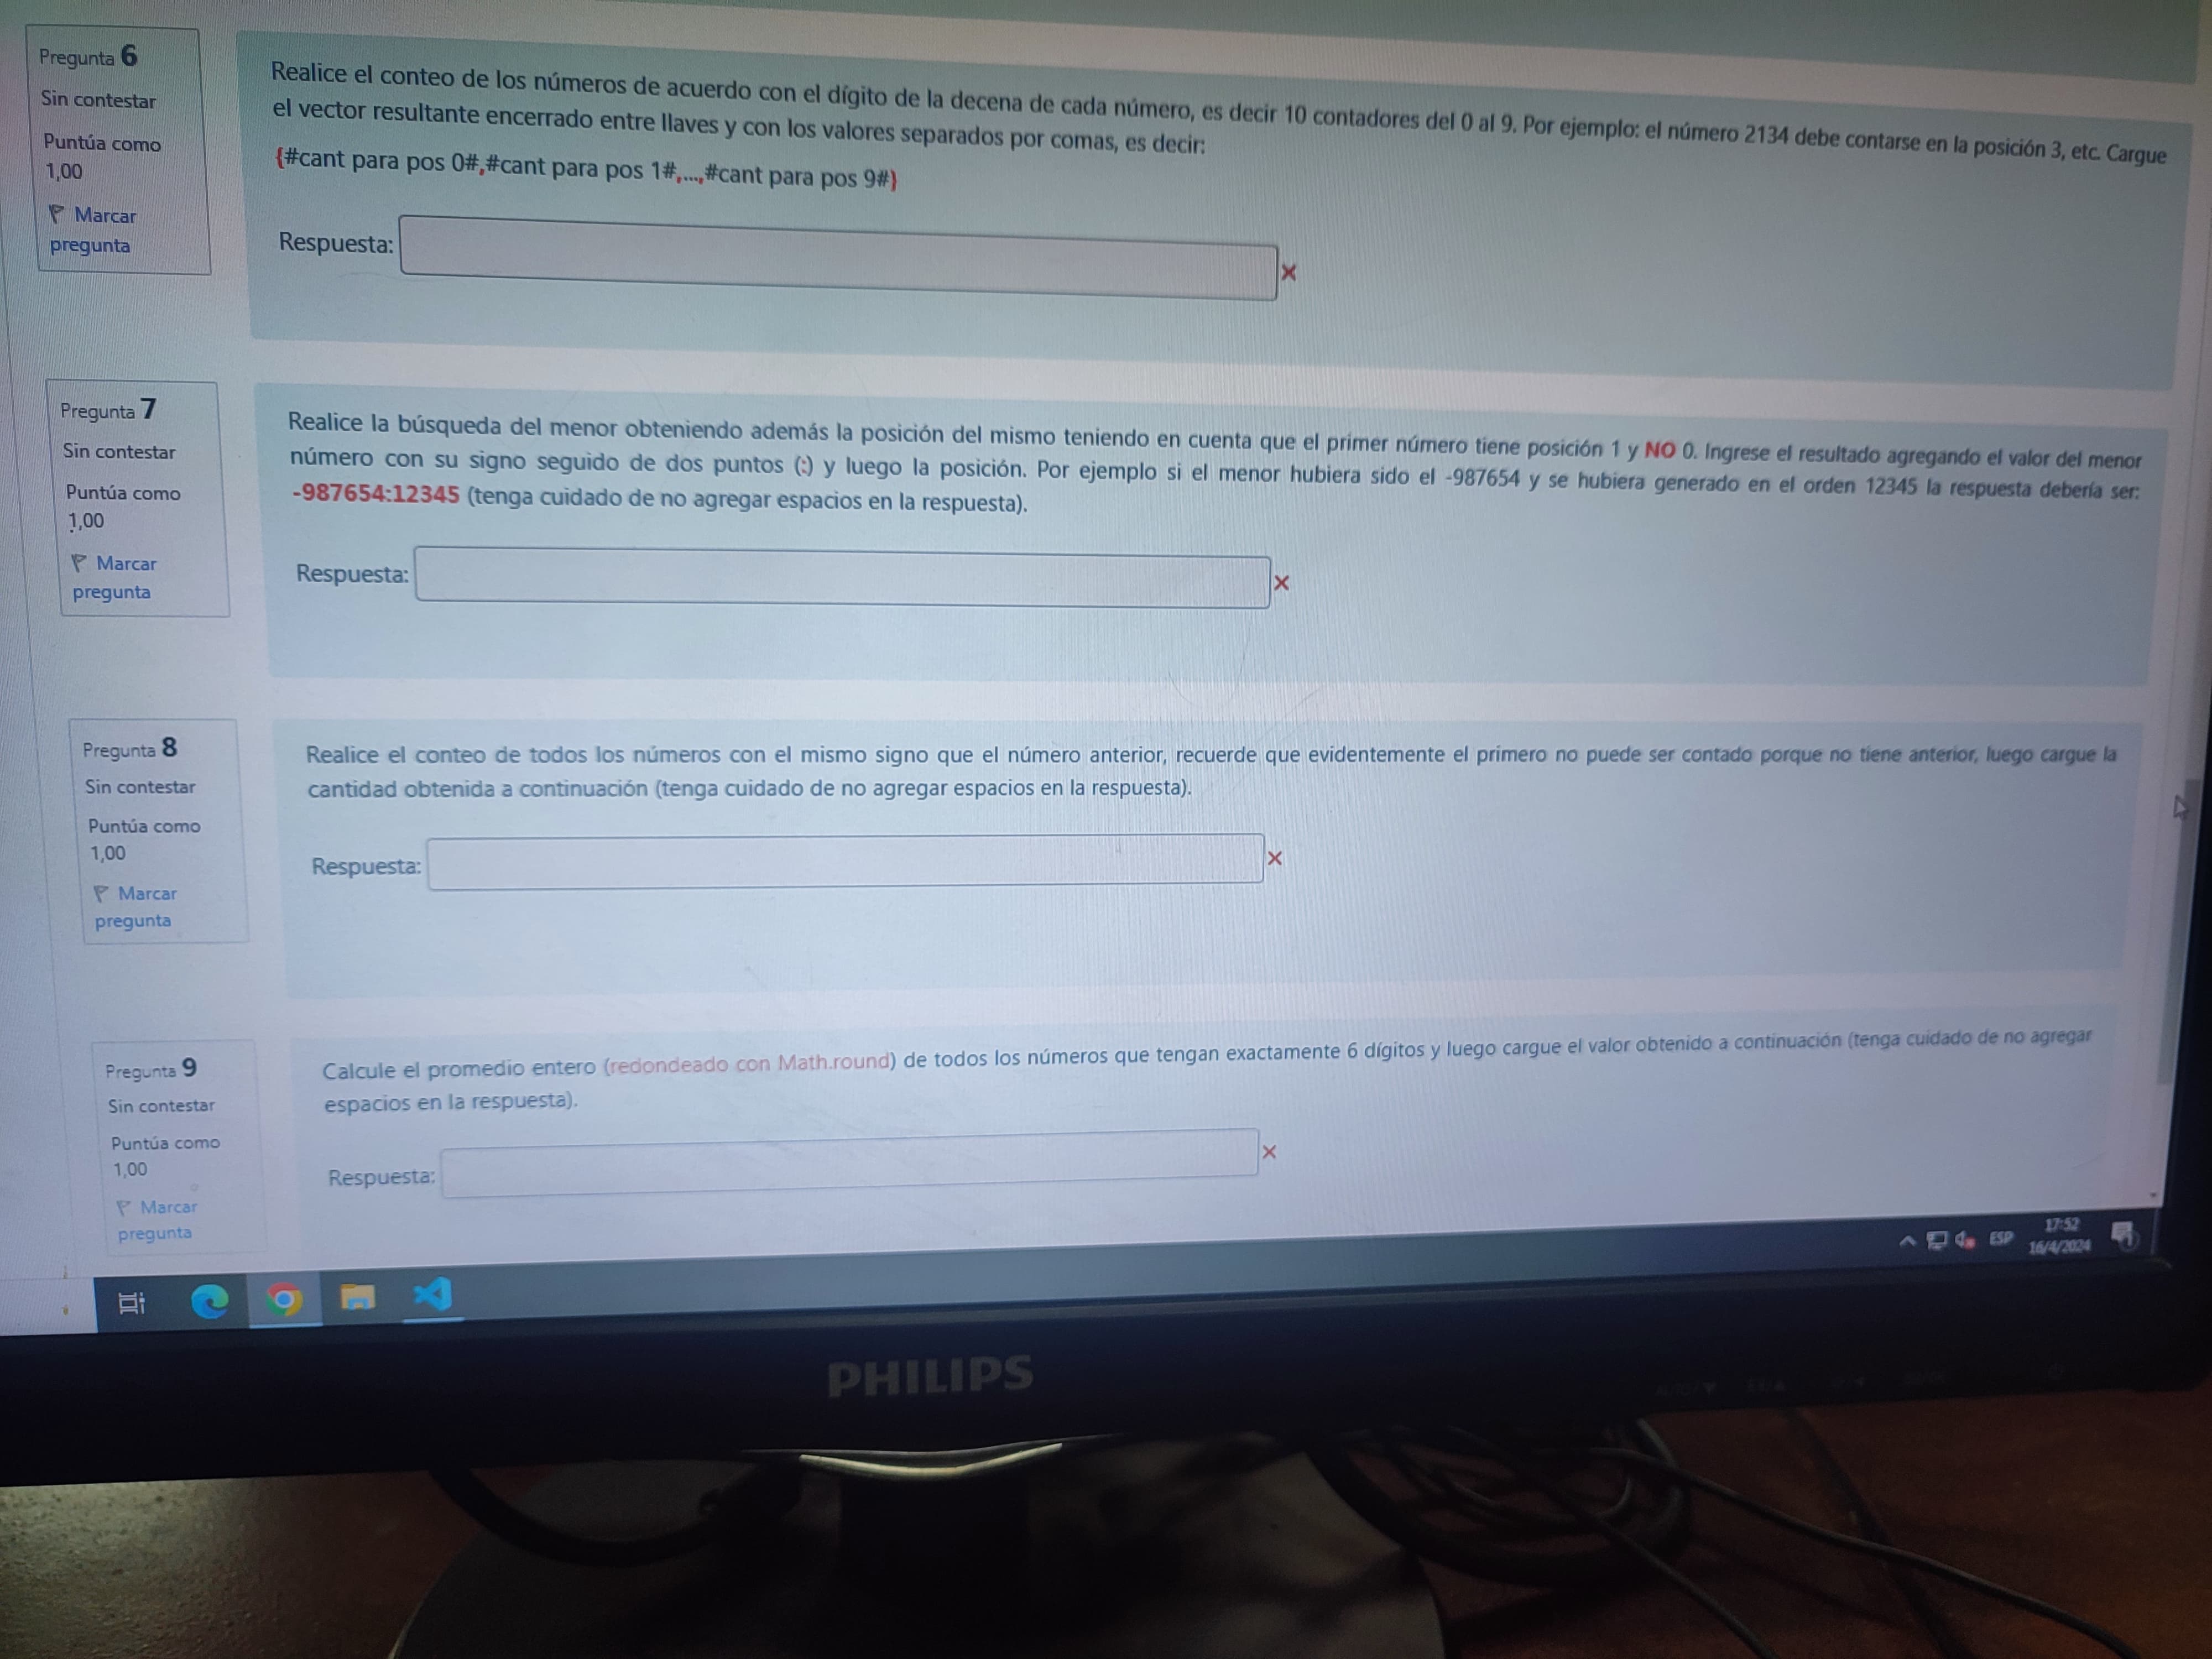 Pregunta 6
Sin contestar
Puntúa como
1,00
Marcar
pregunta
Realice el conteo de los números de acuerdo con el dígito de la decena de cada número, es decir 10 contadores del 0 al 9. Por ejemplo: el número 2134 debe contarse en la posición 3, etc. Cargue
el vector resultante encerrado entre llaves y con los valores separados por comas, es decir:
{#cant para pos 0#,#cant para pos 1#,...,#cant para pos 9#}
Respuesta:
Pregunta 7
Sin contestar
Puntúa como
1,00
Marcar
pregunta
Realice la búsqueda del menor obteniendo además la posición del mismo teniendo en cuenta que el primer número tiene posición 1 y NO 0. Ingrese el resultado agregando el valor del menor
número con su signo seguido de dos puntos (:) y luego la posición. Por ejemplo si el menor hubiera sido el -987654 y se hubiera generado en el orden 12345 la respuesta debería ser:
-987654:12345 (tenga cuidado de no agregar espacios en la respuesta).
Respuesta:
Pregunta 8
Sin contestar
Puntúa como
1,00
Marcar
pregunta
Realice el conteo de todos los números con el mismo signo que el número anterior, recuerde que evidentemente el primero no puede ser contado porque no tiene anterior, luego cargue la
cantidad obtenida a continuación (tenga cuidado de no agregar espacios en la respuesta).
Respuesta:
Pregunta 9
Sin contestar
Puntúa como
1,00
Marcar
pregunta
Calcule el promedio entero (redondeado con Math.round) de todos los números que tengan exactamente 6 dígitos y luego cargue el valor obtenido a continuación (tenga cuidado de no agregar
espacios en la respuesta).
Respuesta:
ESP
17:52
16/4/2024
PHILIPS